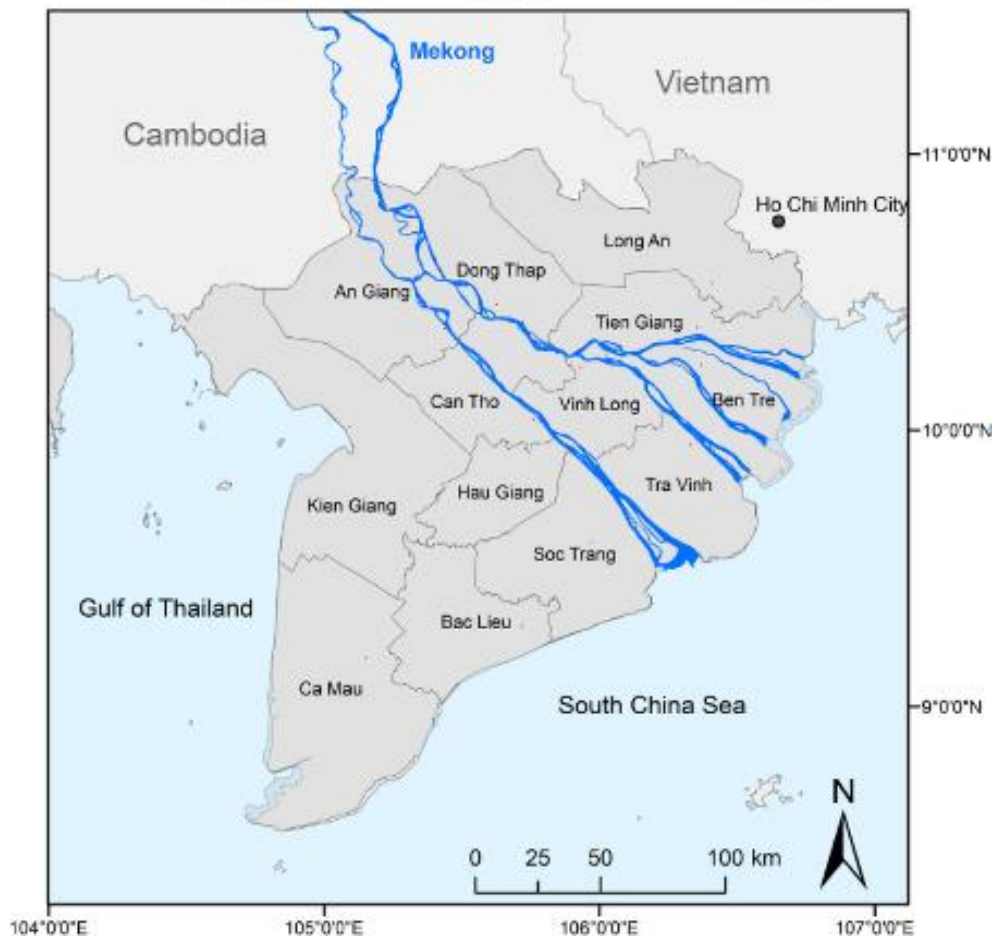 Mekong
Vietnam
Cambodia
11°0'0"N
Ho Chi Minh City
Long An
Dong Thap
An Giang
Tien Giang
Can Tho
Vinh Long
Ben Tre
10°0'0"N
Tra Vinh
Hau Giang
Kien Giang
Soc Trang
Gulf of Thailand
Bac Lieu
Ca Mau
South China Sea
9°0'0"N
N
0 25 50 100 km
104°0'0"E 105°0'0"E 106°0'0"E 107°0'0"E